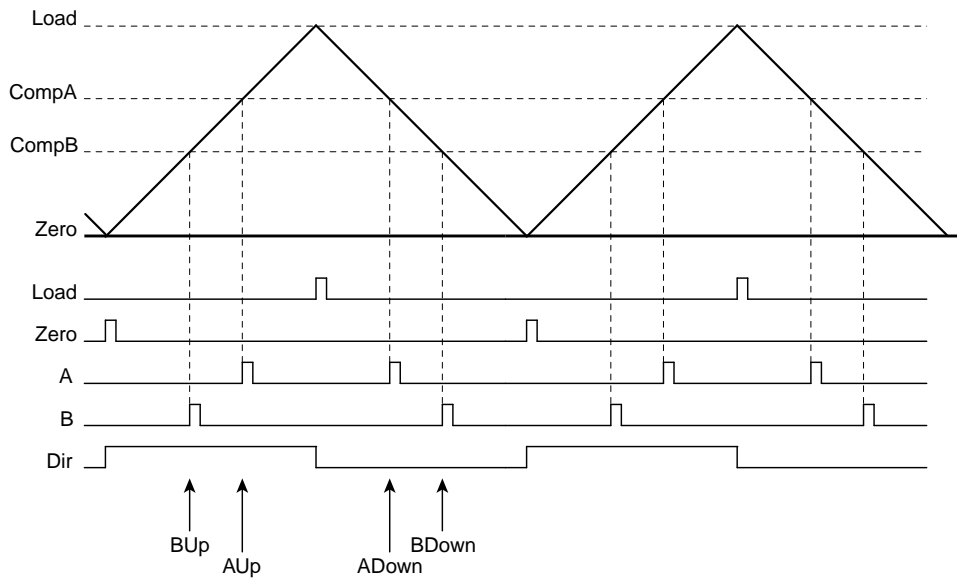 Load
CompA
CompB
Zero
Load
Zero
A
B
Dir
BUp
BDown
AUp
ADown